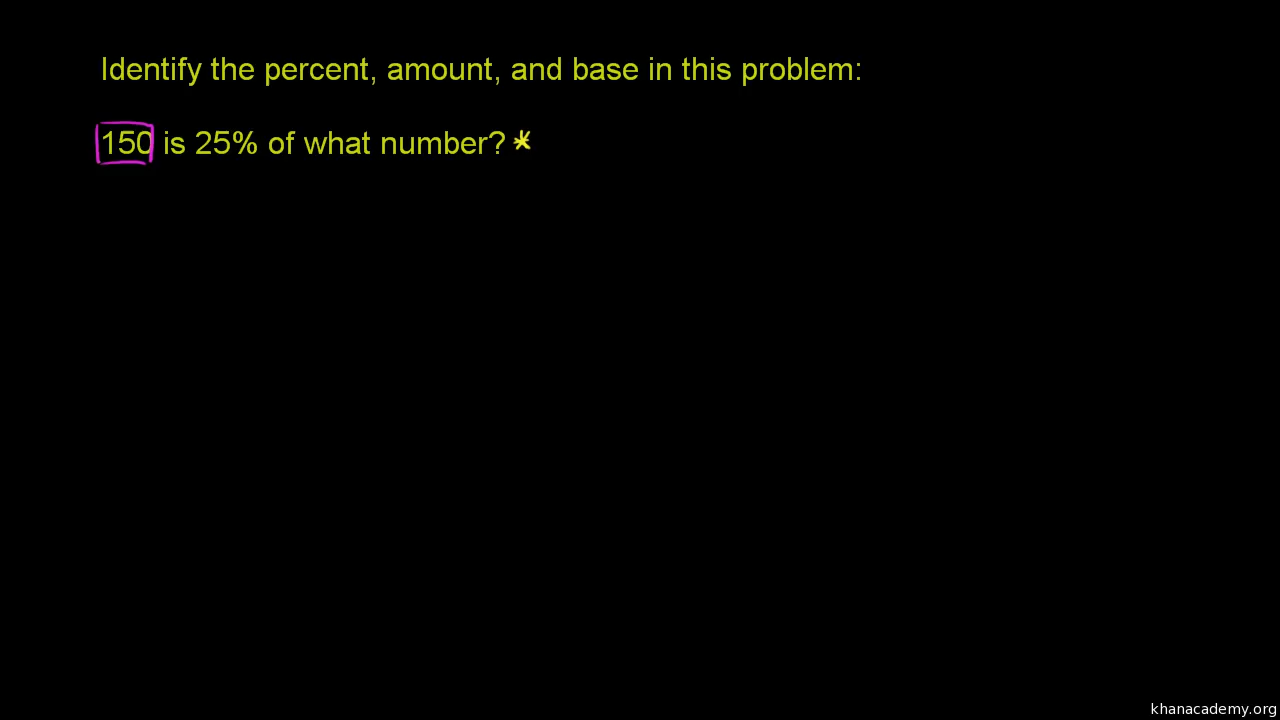 Identify the percent, amount, and base in this problem:
150 is 25% of what number?*
khanacademy.org